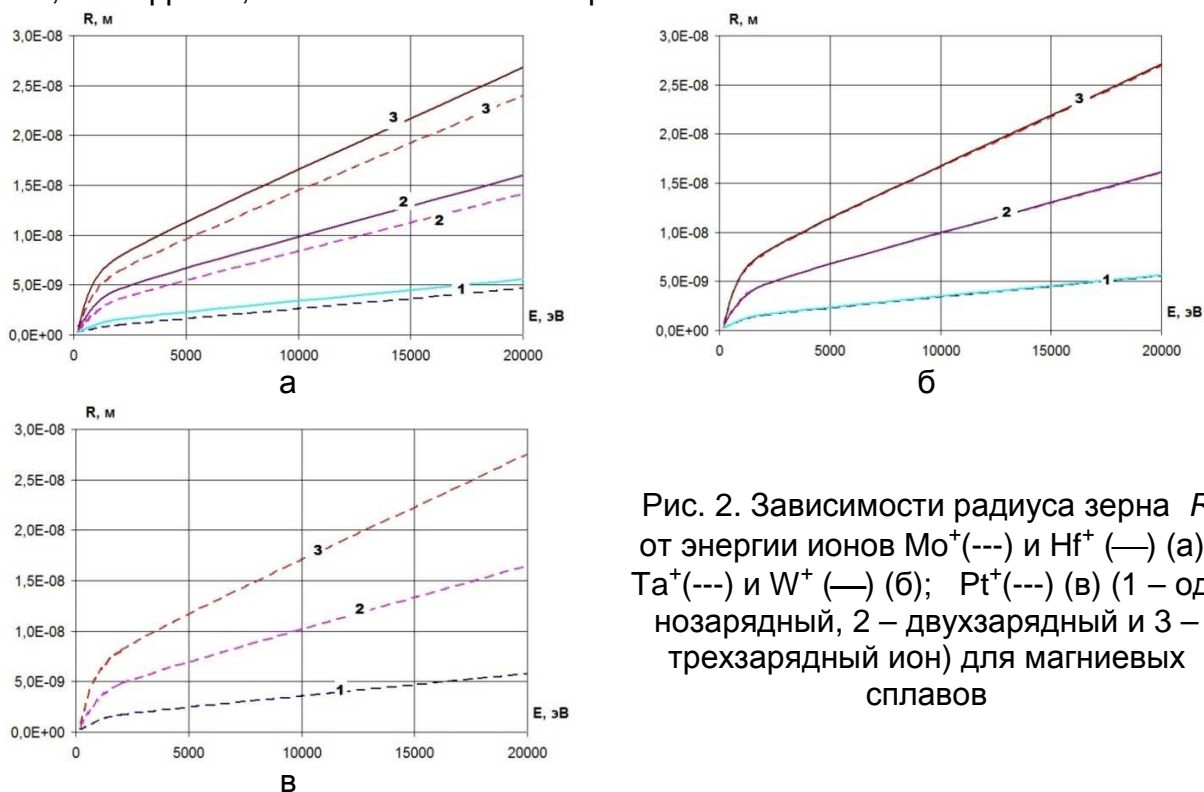 R, м
3,0E-08
2,5E-08
2,0E-08
1,5E-08
1,0E-08
5,0E-09
0,0E+00
3
3
2
2
1
E, эВ
0 5000 10000 15000 20000
а
R, м
3,0E-08
2,5E-08
2,0E-08
1,5E-08
1,0E-08
5,0E-09
0,0E+00
3
2
1
E, эВ
0 5000 10000 15000 20000
б
R, м
3,0E-08
2,5E-08
2,0E-08
1,5E-08
1,0E-08
5,0E-09
0,0E+00
3
2
1
E, эВ
0 5000 10000 15000 20000
в
Рис. 2. Зависимости радиуса зерна R
от энергии ионов Mo⁺(---) и Hf⁺ (—) (а)
Ta⁺(---) и W⁺ (—) (б); Pt⁺(---) (в) (1 – од
нозарядный, 2 – двухзарядный и 3 –
трехзарядный ион) для магниевых
сплавов